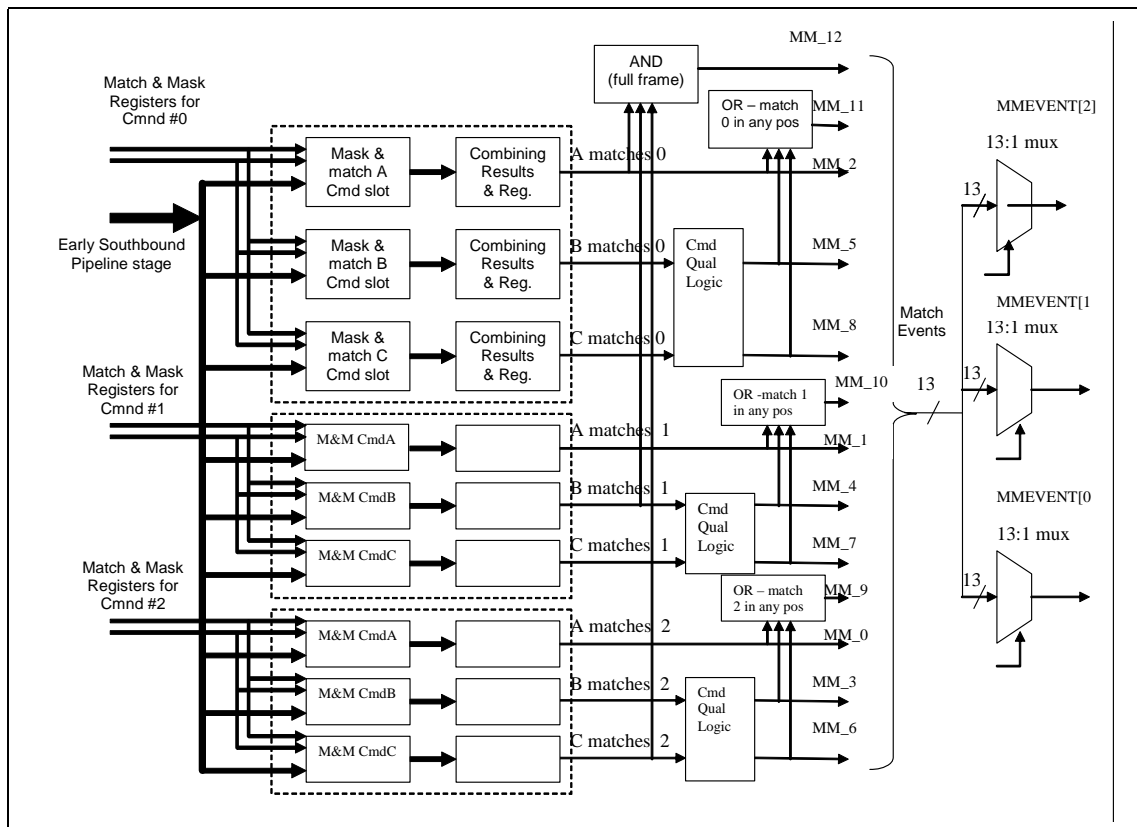 MM_12
AND
(full frame)
Match & Mask
Registers for
Cmnd #0
OR – match
0 in any pos
MM_11
MMEVENT[2]
13:1 mux
Mask &
match A
Cmd slot
Combining
Results
& Reg.
A matches 0
MM_2
13
Early Southbound
Pipeline stage
Mask &
match B
Cmd slot
Combining
Results
& Reg.
B matches 0
Cmd
Qual
Logic
MM_5
Match
Events
MM_8
MMEVENT[1
13:1 mux
Mask &
match C
Cmd slot
Combining
Results
& Reg.
C matches 0
Match & Mask
Registers for
Cmnd #1
OR -match 1
in any pos
MM_10
13
13
M&M CmdA
A matches 1
MM_1
M&M CmdB
B matches 1
Cmd
Qual
Logic
MM_4
MMEVENT[0
13:1 mux
M&M CmdC
C matches 1
MM_7
Match & Mask
Registers for
Cmnd #2
OR – match
2 in any pos
MM_9
13
M&M CmdA
A matches 2
MM_0
M&M CmdB
B matches 2
Cmd
Qual
Logic
MM_3
MM_6
M&M CmdC
C matches 2